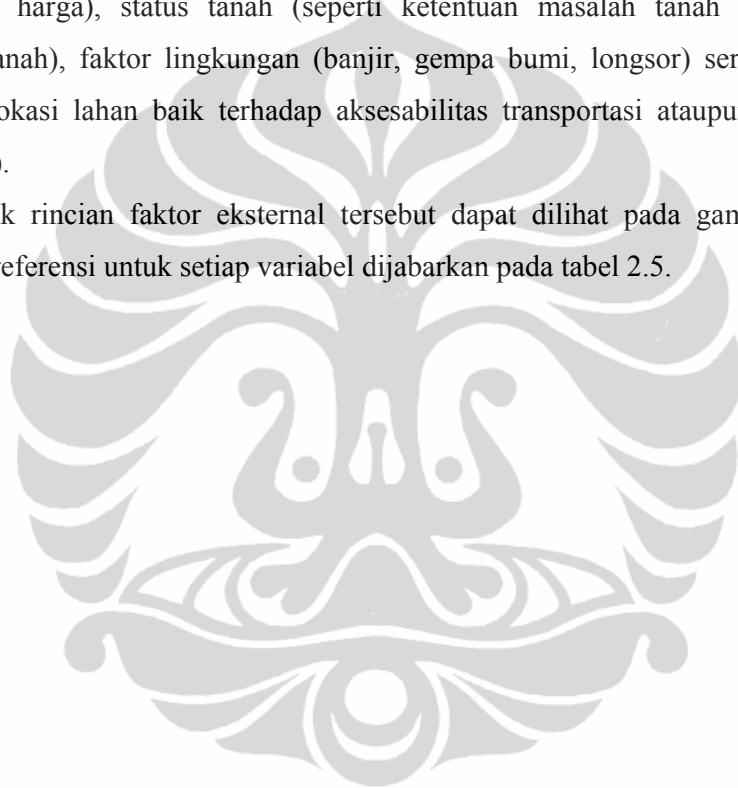 harga), status tanah (seperti ketentuan masalah tanah
anah), faktor lingkungan (banjir, gempa bumi, longsor) ser
okasi lahan baik terhadap aksesabilitas transportasi ataupu
).
k rincian faktor eksternal tersebut dapat dilihat pada gam
referensi untuk setiap variabel dijabarkan pada tabel 2.5.